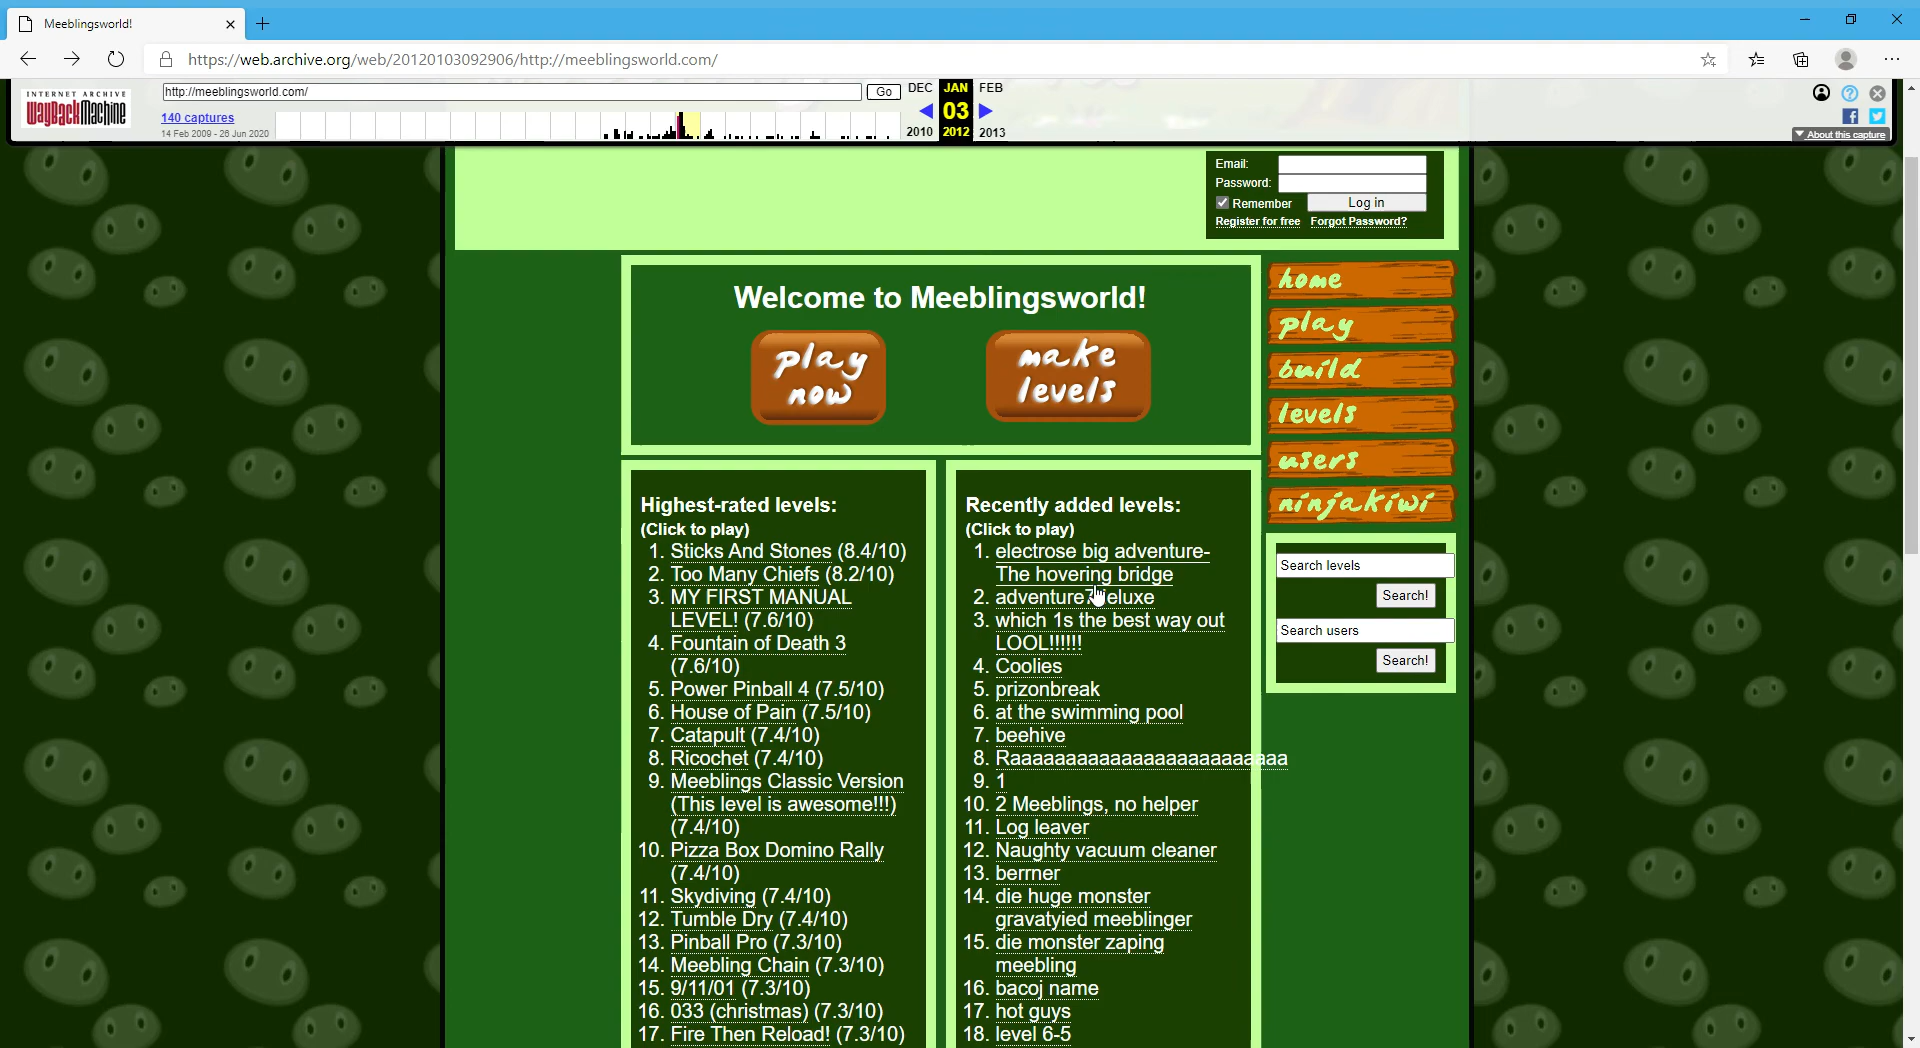 Meeblingsworld!
https://web.archive.org/web/20120103092906/http://meeblingsworld.com/
INTERNET ARCHIVE
WayBackMachine
http://meeblingsworld.com/
Go
DEC
JAN
FEB
140 captures
03
14 Feb 2009 - 26 Jun 2020
2010
2012
2013
About this capture
Email:
Password:
Remember
Log in
Register for free
Forgot Password?
Welcome to Meeblingsworld!
play
now
make
levels
home
play
build
levels
users
ninjakiwi
Search levels
Search!
Search users
Search!
Highest-rated levels:
(Click to play)
1. Sticks And Stones (8.4/10)
2. Too Many Chiefs (8.2/10)
3. MY FIRST MANUAL
LEVEL! (7.6/10)
4. Fountain of Death 3
(7.6/10)
5. Power Pinball 4 (7.5/10)
6. House of Pain (7.5/10)
7. Catapult (7.4/10)
8. Ricochet (7.4/10)
9. Meeblings Classic Version
(This level is awesome!!!)
(7.4/10)
10. Pizza Box Domino Rally
(7.4/10)
11. Skydiving (7.4/10)
12. Tumble Dry (7.4/10)
13. Pinball Pro (7.3/10)
14. Meebling Chain (7.3/10)
15. 9/11/01 (7.3/10)
16. 033 (christmas) (7.3/10)
17. Fire Then Reload! (7.3/10)
Recently added levels:
(Click to play)
1. electrose big adventure-
The hovering bridge
2.
3. which 1s the best way out
LOOL!!!!!!
4. Coolies
5. prizonbreak
6. at the swimming pool
7. beehive
8. Raaaaaaaaaaaaaaaaaaaaaaaaaa
9. 1
10. 2 Meeblings, no helper
11. Log leaver
12. Naughty vacuum cleaner
13. berrner
14. die huge monster
gravatyied meeblinger
15. die monster zaping
meebling
16. bacoj name
17. hot guys
18. level 6-5